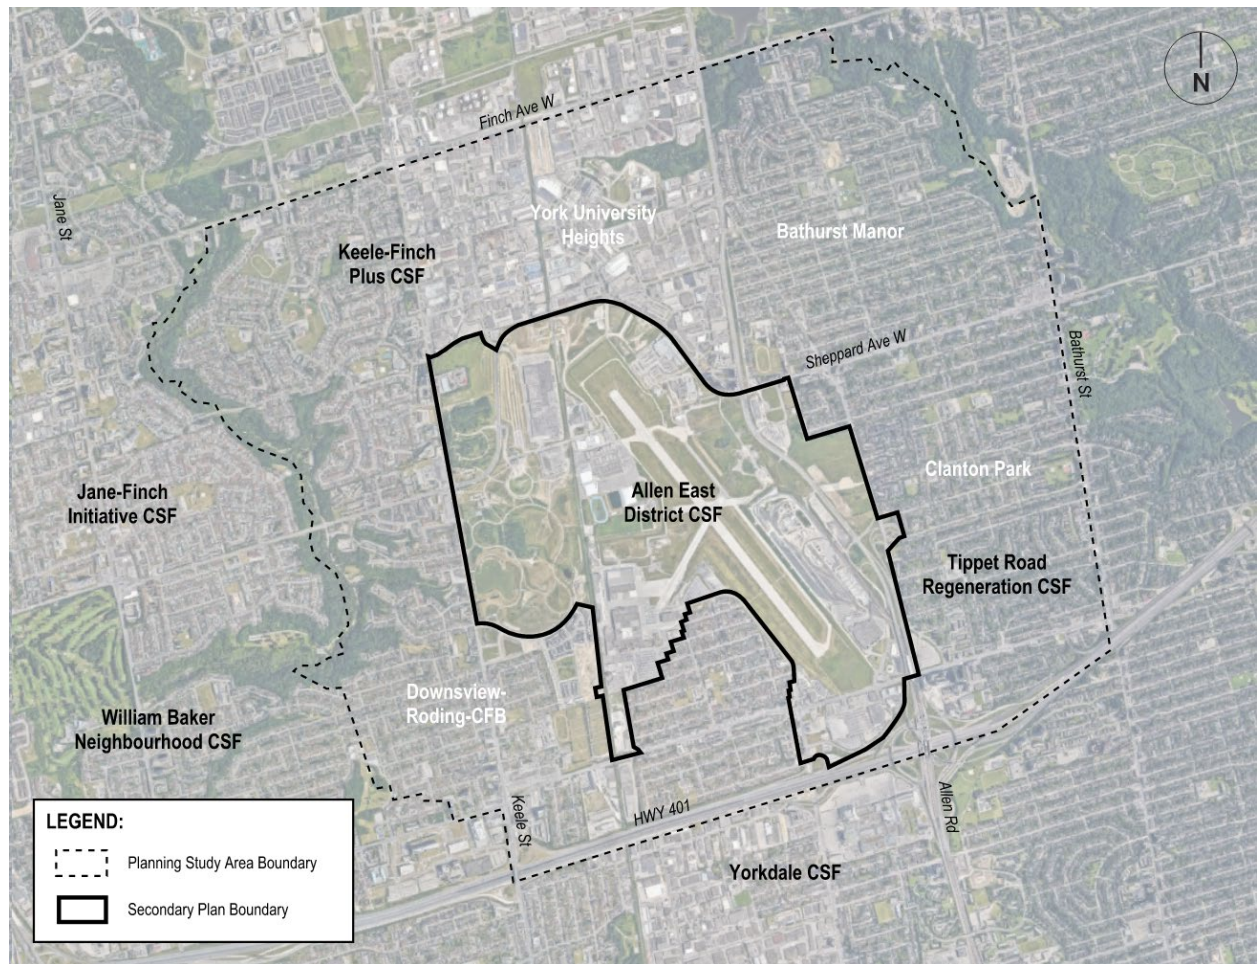 N
Finch Ave W
Jane St
York University
Heights
Bathurst Manor
Keele-Finch
Plus CSF
Sheppard Ave W
Bathurst St
Clanton Park
Jane-Finch
Initiative CSF
Allen East
District CSF
Tippet Road
Regeneration CSF
Downsview-
Roding-CFB
William Baker
Neighbourhood CSF
Keele St
HWY 401
Allen Rd
Yorkdale CSF
LEGEND:
Planning Study Area Boundary
Secondary Plan Boundary